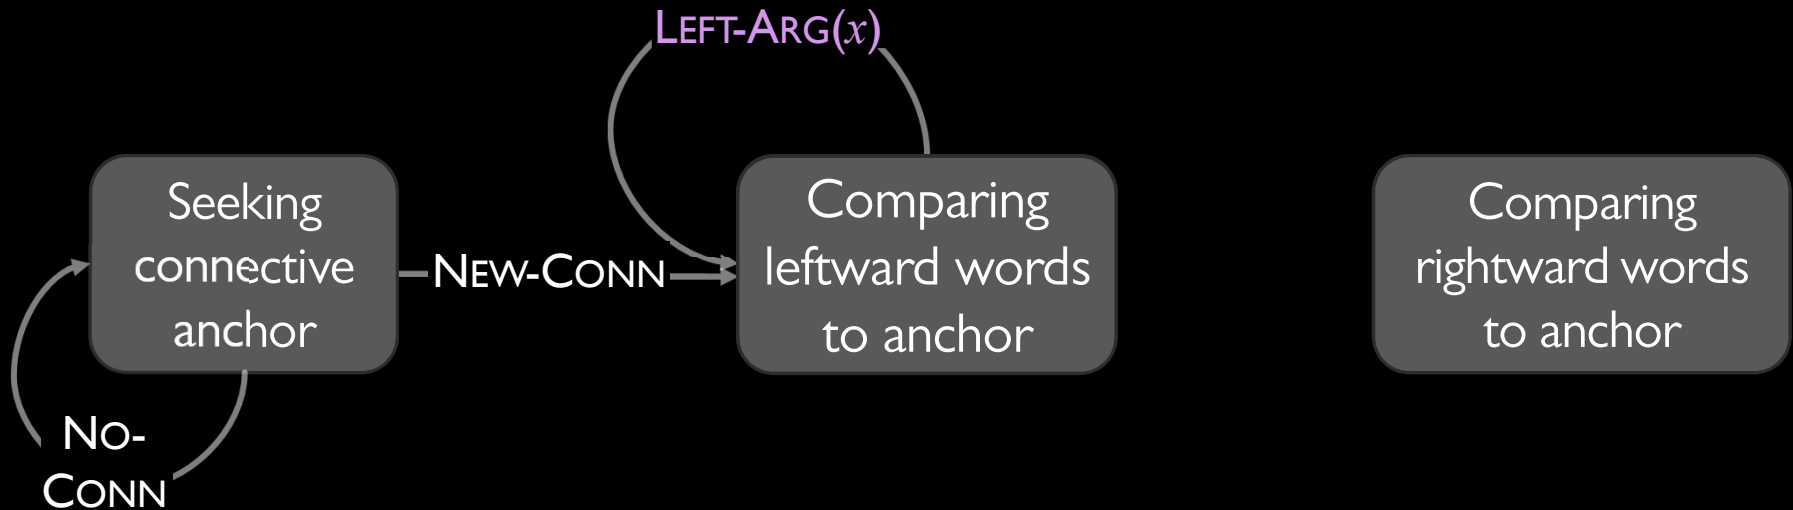 LEFT-ARG(x)
Seeking
connective
anchor
NEW-CONN
Comparing
leftward words
to anchor
Comparing
rightward words
to anchor
NO-
CONN